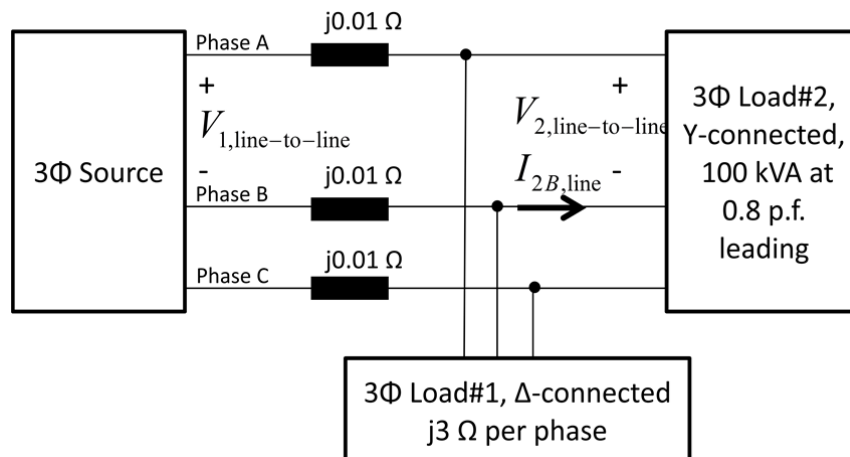 j0.01 Ω
Phase A
+
V1,line-to-line
-
3Φ Source
j0.01 Ω
Phase B
j0.01 Ω
Phase C
+
V2,line-to-line
I2B,line
-
3Φ Load#2,
Y-connected,
100 kVA at
0.8 p.f.
leading
3Φ Load#1, Δ-connected
j3 Ω per phase